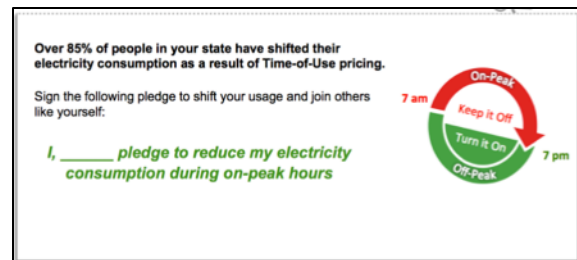 Over 85% of people in your state have shifted their
electricity consumption as a result of Time-of-Use pricing.
Sign the following pledge to shift your usage and join others
like yourself:
I, ______ pledge to reduce my electricity
consumption during on-peak hours
On-Peak
7 am
Keep it Off
Turn it On
7 pm
Off-Peak